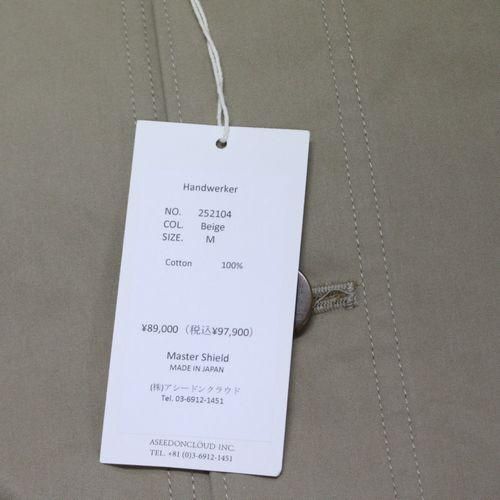 Handwerker
NO. 252104
COL. Beige
SIZE. M
Cotton 100%
¥89,000 (税込¥97,900)
Master Shield
MADE IN JAPAN
(株)アシードンクラウド
Tel. 03-6912-1451
ASEEDONCLÖUD INC.
TEL. +81 (0)3-6912-1451